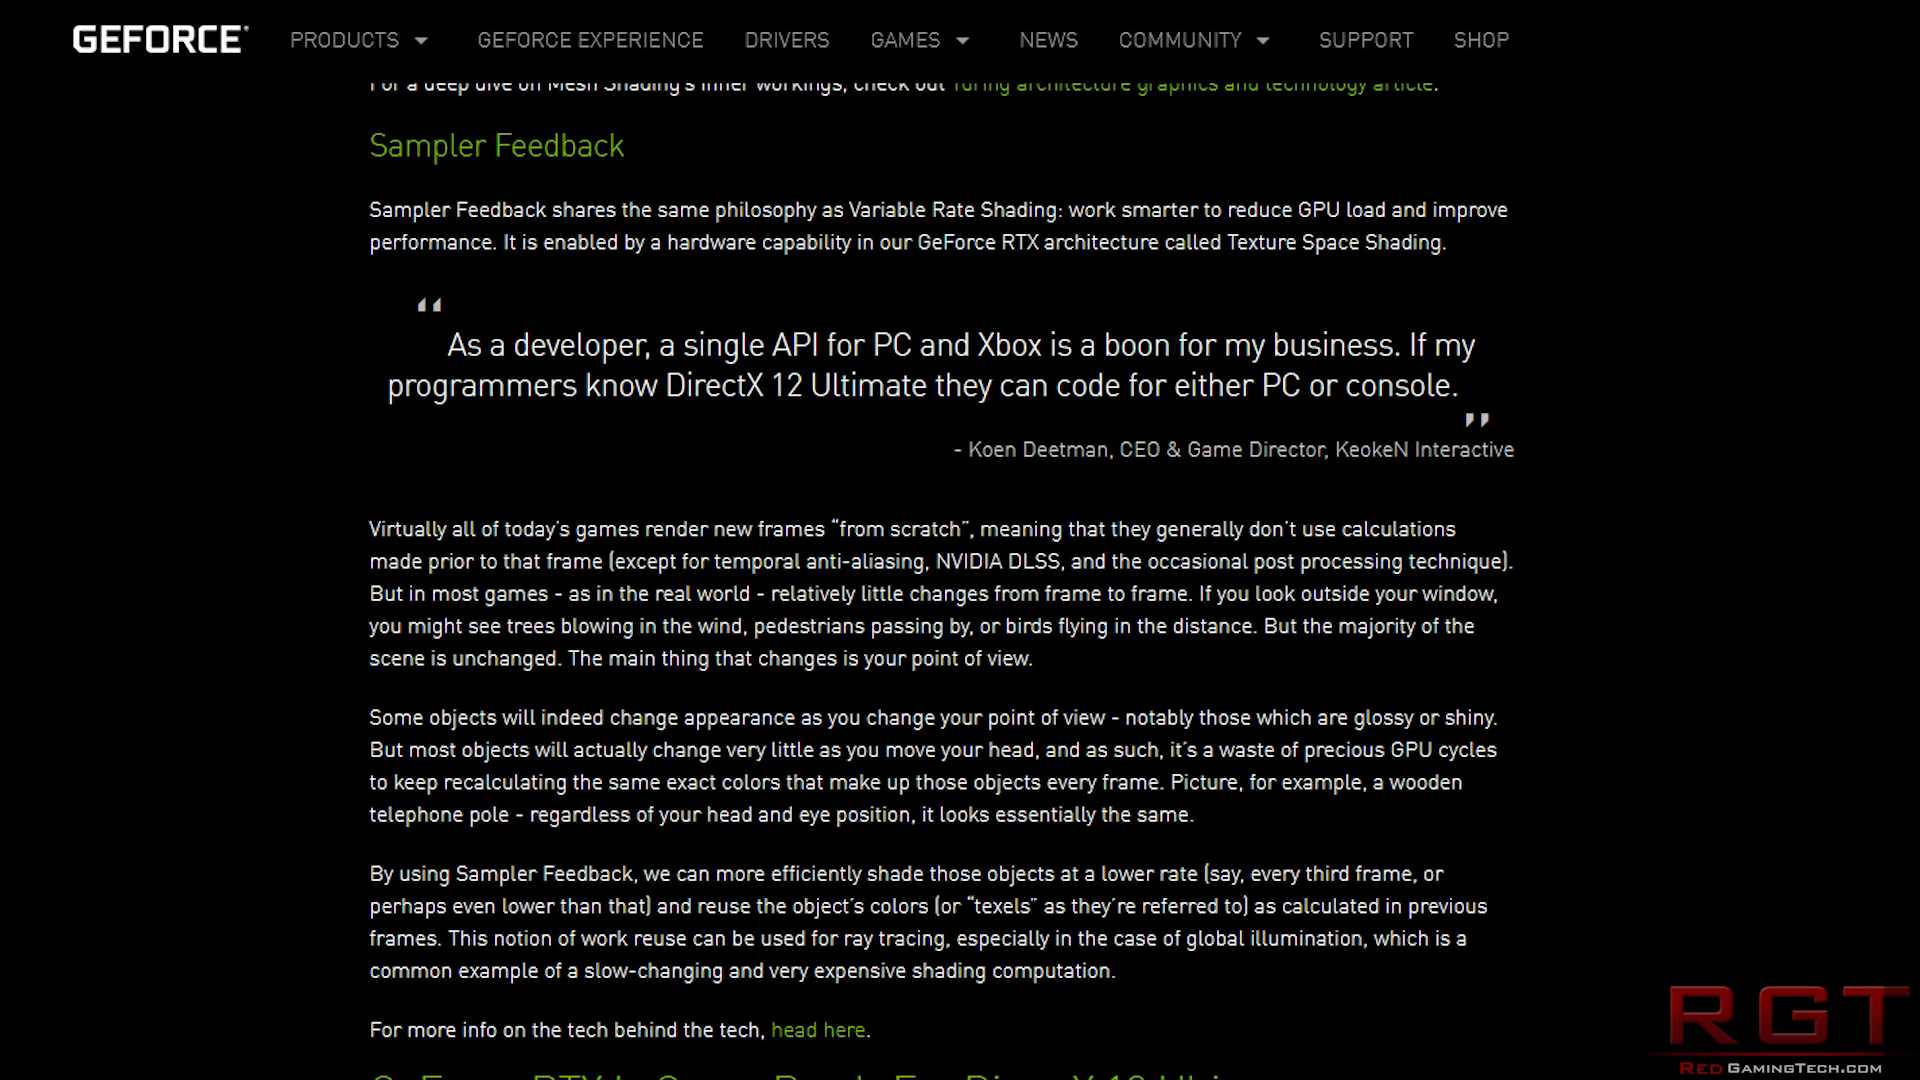 GEFORCE PRODUCTS GEFORCE EXPERIENCE DRIVERS GAMES NEWS COMMUNITY SUPPORT SHOP
For a deep dive on Mesh Shading's inner workings, check out Turing architecture graphics and technology article.
Sampler Feedback
Sampler Feedback shares the same philosophy as Variable Rate Shading: work smarter to reduce GPU load and improve
performance. It is enabled by a hardware capability in our GeForce RTX architecture called Texture Space Shading.
“
As a developer, a single API for PC and Xbox is a boon for my business. If my
programmers know DirectX 12 Ultimate they can code for either PC or console.
”
- Koen Deetman, CEO & Game Director, KeokeN Interactive
Virtually all of today's games render new frames “from scratch”, meaning that they generally don't use calculations
made prior to that frame (except for temporal anti-aliasing, NVIDIA DLSS, and the occasional post processing technique).
But in most games - as in the real world - relatively little changes from frame to frame. If you look outside your window,
you might see trees blowing in the wind, pedestrians passing by, or birds flying in the distance. But the majority of the
scene is unchanged. The main thing that changes is your point of view.
Some objects will indeed change appearance as you change your point of view - notably those which are glossy or shiny.
But most objects will actually change very little as you move your head, and as such, it's a waste of precious GPU cycles
to keep recalculating the same exact colors that make up those objects every frame. Picture, for example, a wooden
telephone pole - regardless of your head and eye position, it looks essentially the same.
By using Sampler Feedback, we can more efficiently shade those objects at a lower rate (say, every third frame, or
perhaps even lower than that) and reuse the object's colors (or “texels” as they're referred to) as calculated in previous
frames. This notion of work reuse can be used for ray tracing, especially in the case of global illumination, which is a
common example of a slow-changing and very expensive shading computation.
For more info on the tech behind the tech, head here.
RGT
REDGAMINGTECH.COM